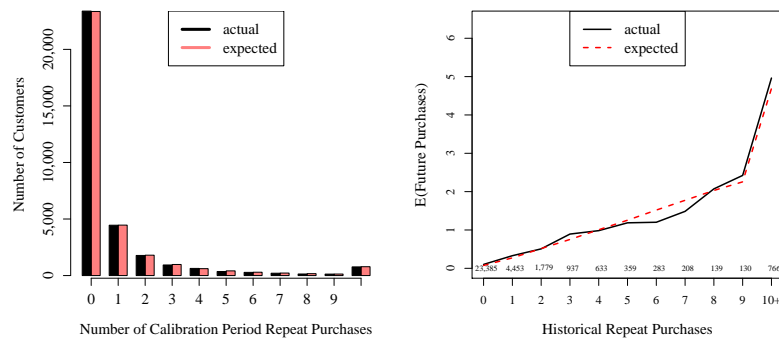 actual
expected
Number of Customers
20,000
15,000
10,000
5,000
0
0 1 2 3 4 5 6 7 8 9
Number of Calibration Period Repeat Purchases
actual
expected
E(Future Purchases)
6
5
4
3
2
1
0
23,385 4,453 1,779 937 633 359 283 208 139 130 766
0 1 2 3 4 5 6 7 8 9 10+
Historical Repeat Purchases